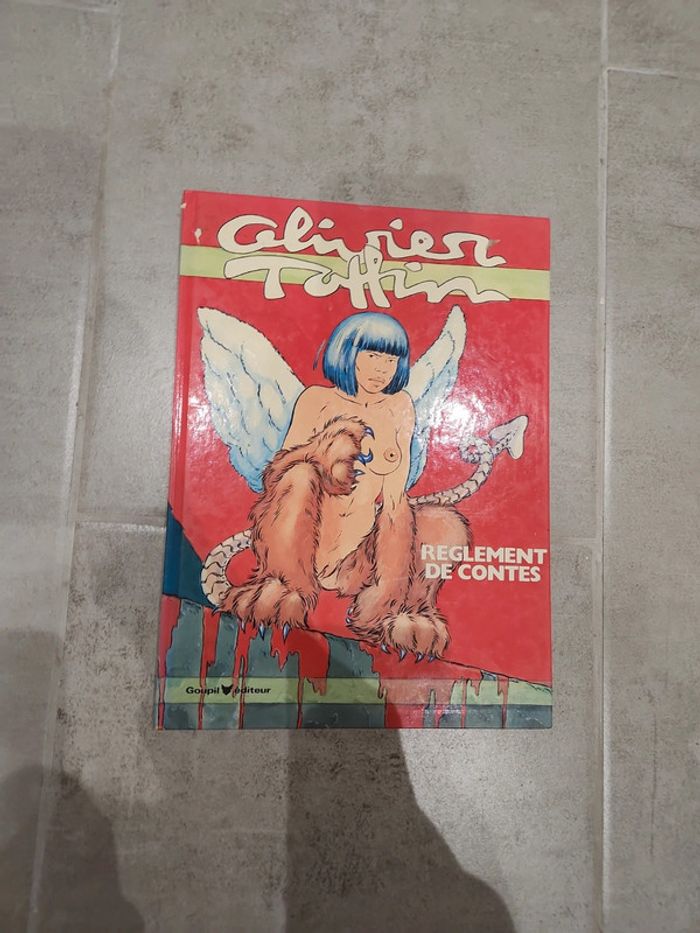 Olivier
Taffin
REGLEMENT
DE CONTES
Goupil éditeur